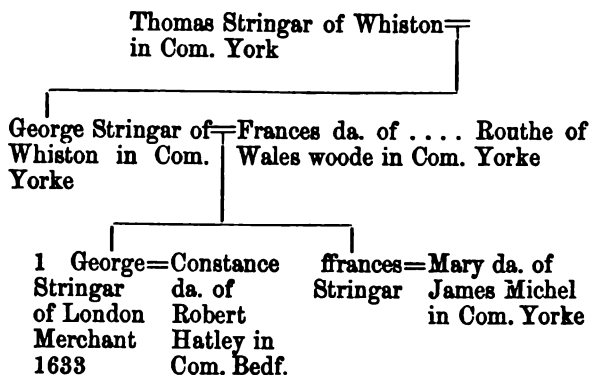 Thomas Stringar of Whiston=
in Com. York
George Stringar of=Frances da. of .... Routhe of
Whiston in Com. Wales woode in Com. Yorke
Yorke
1 George=Constance
Stringar da. of
of London Robert
Merchant Hatley in
1633 Com. Bedf.
ffrances=Mary da. of
Stringar James Michel
in Com. Yorke